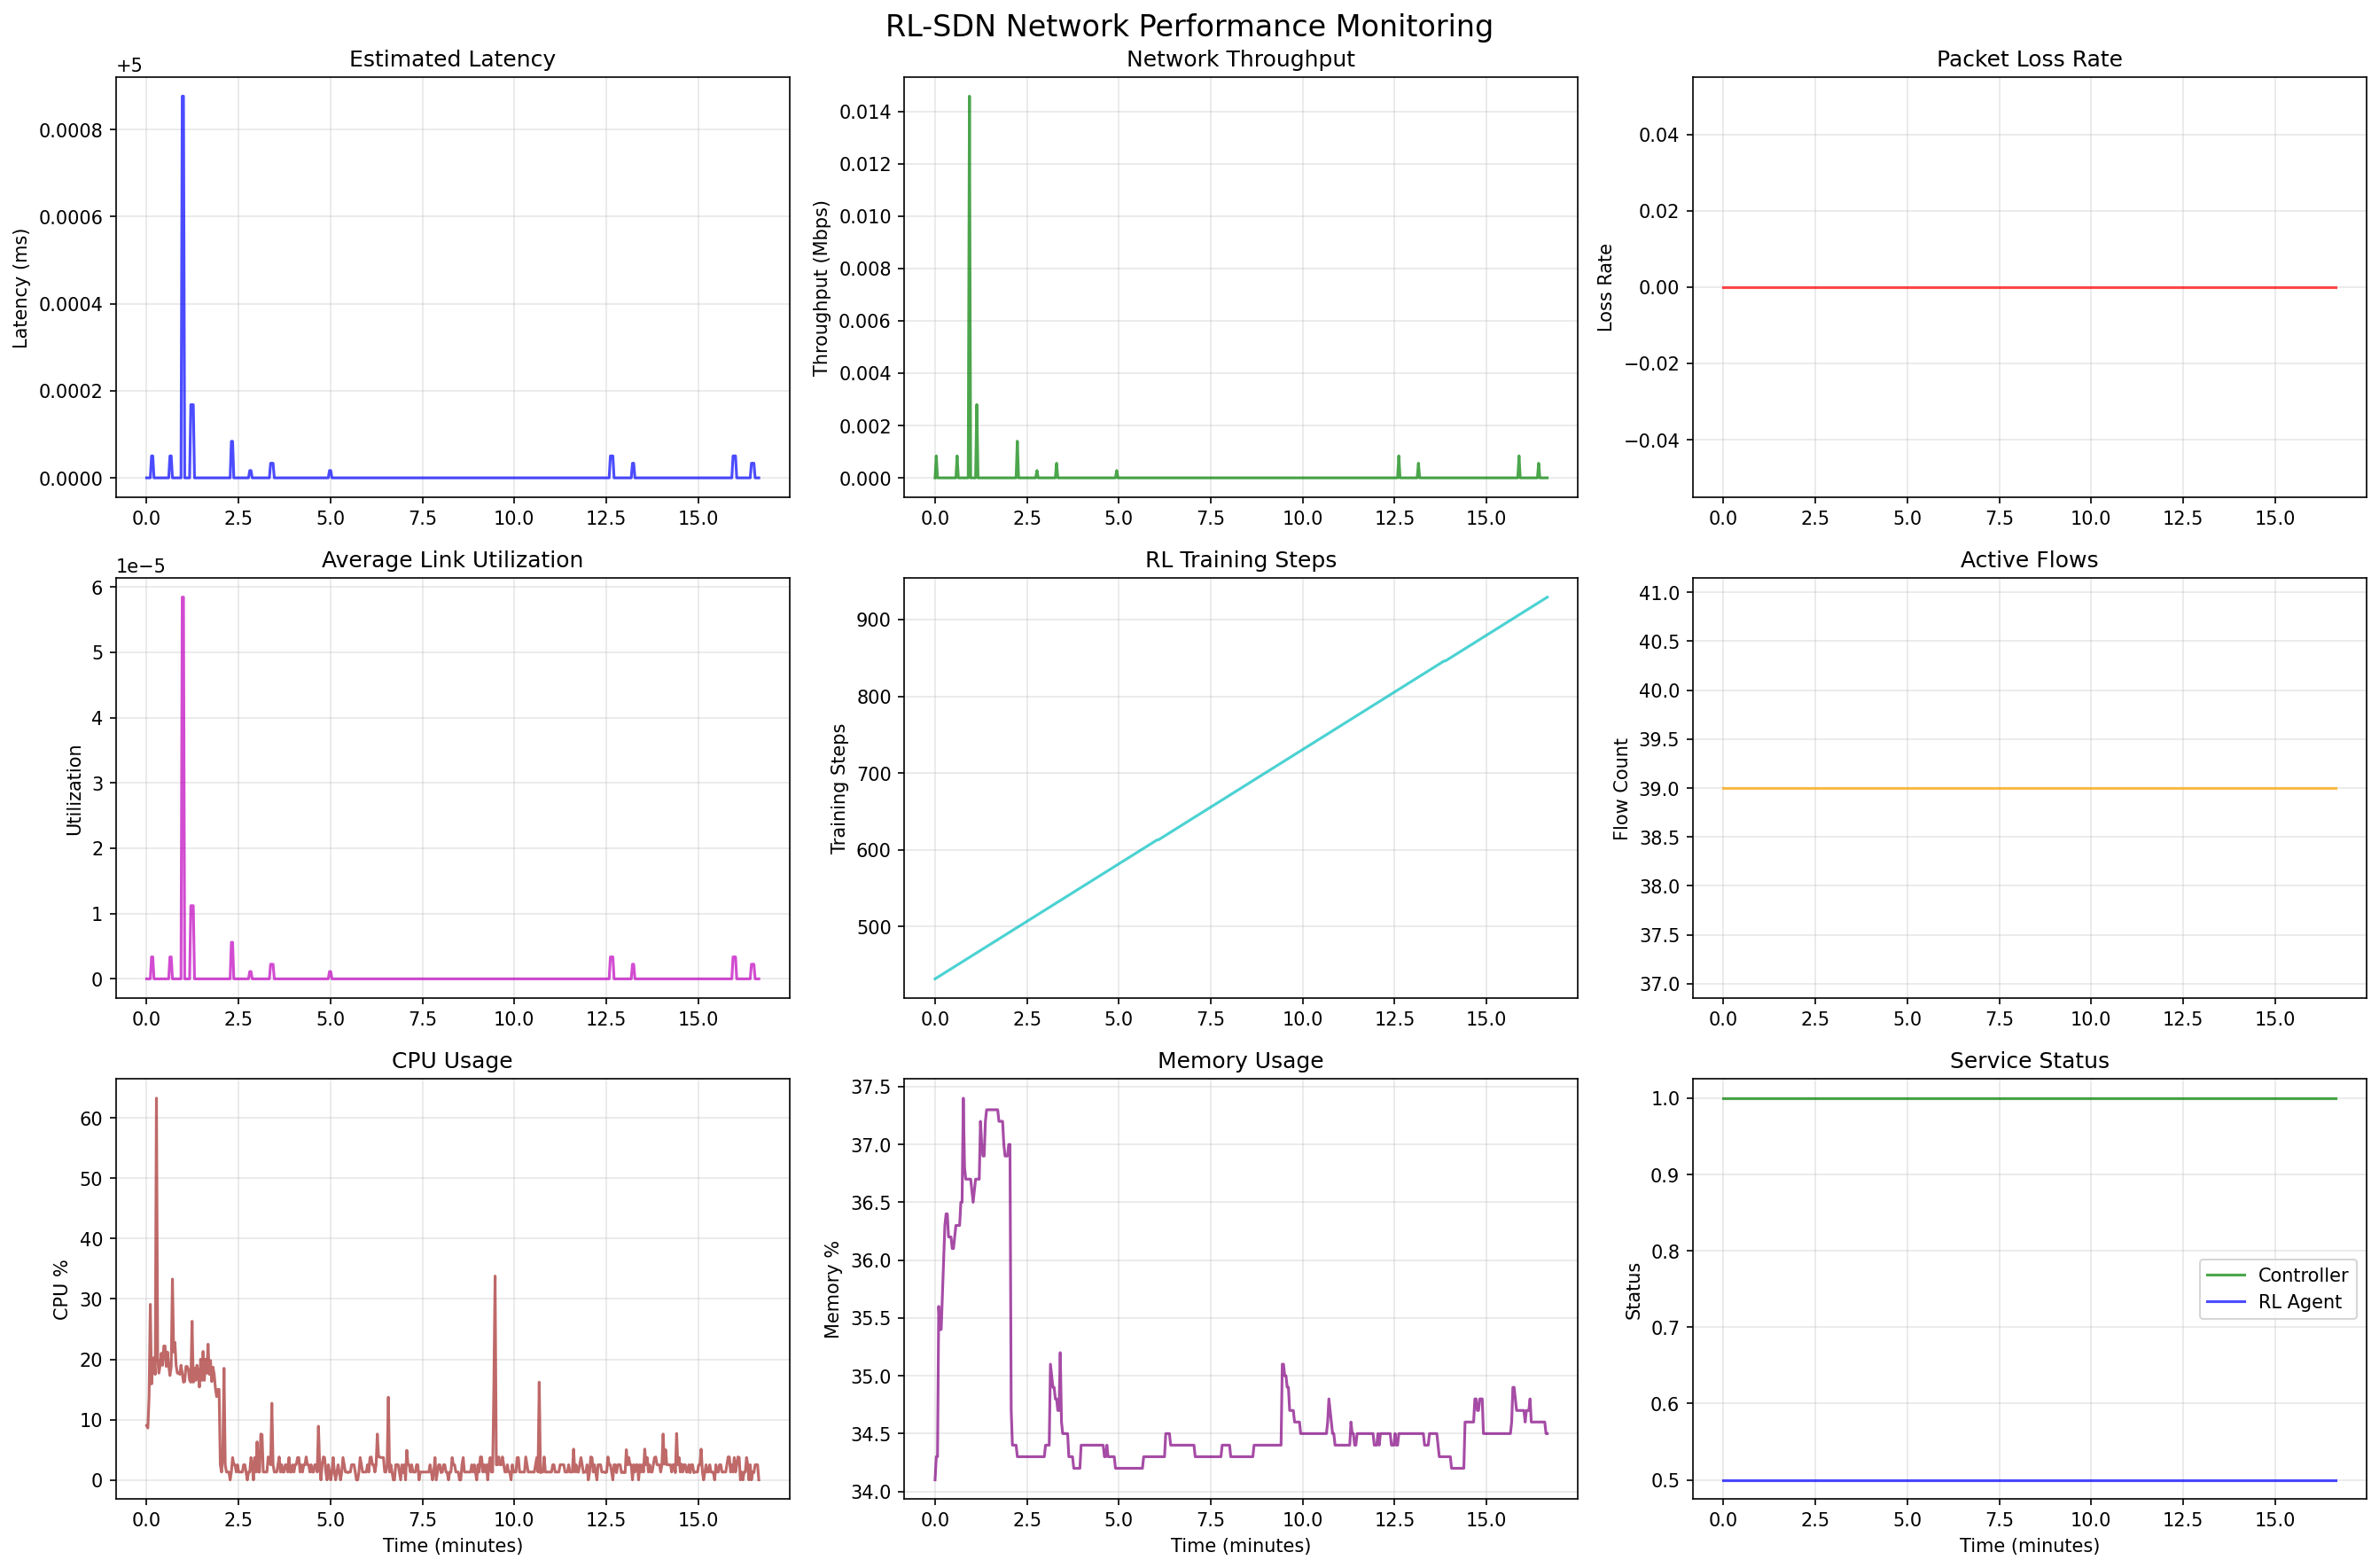 RL-SDN Network Performance Monitoring
Estimated Latency
+5
Latency (ms)
0.0008
0.0006
0.0004
0.0002
0.0000
0.0 2.5 5.0 7.5 10.0 12.5 15.0
Network Throughput
Throughput (Mbps)
0.014
0.012
0.010
0.008
0.006
0.004
0.002
0.000
0.0 2.5 5.0 7.5 10.0 12.5 15.0
Packet Loss Rate
Loss Rate
0.04
0.02
0.00
−0.02
−0.04
0.0 2.5 5.0 7.5 10.0 12.5 15.0
Average Link Utilization
1e−5
Utilization
6
5
4
3
2
1
0
0.0 2.5 5.0 7.5 10.0 12.5 15.0
RL Training Steps
Training Steps
900
800
700
600
500
0.0 2.5 5.0 7.5 10.0 12.5 15.0
Active Flows
Flow Count
41.0
40.5
40.0
39.5
39.0
38.5
38.0
37.5
37.0
0.0 2.5 5.0 7.5 10.0 12.5 15.0
CPU Usage
CPU %
60
50
40
30
20
10
0
0.0 2.5 5.0 7.5 10.0 12.5 15.0
Time (minutes)
Memory Usage
Memory %
37.5
37.0
36.5
36.0
35.5
35.0
34.5
34.0
0.0 2.5 5.0 7.5 10.0 12.5 15.0
Time (minutes)
Service Status
Status
1.0
0.9
0.8
0.7
0.6
0.5
Controller
RL Agent
0.0 2.5 5.0 7.5 10.0 12.5 15.0
Time (minutes)